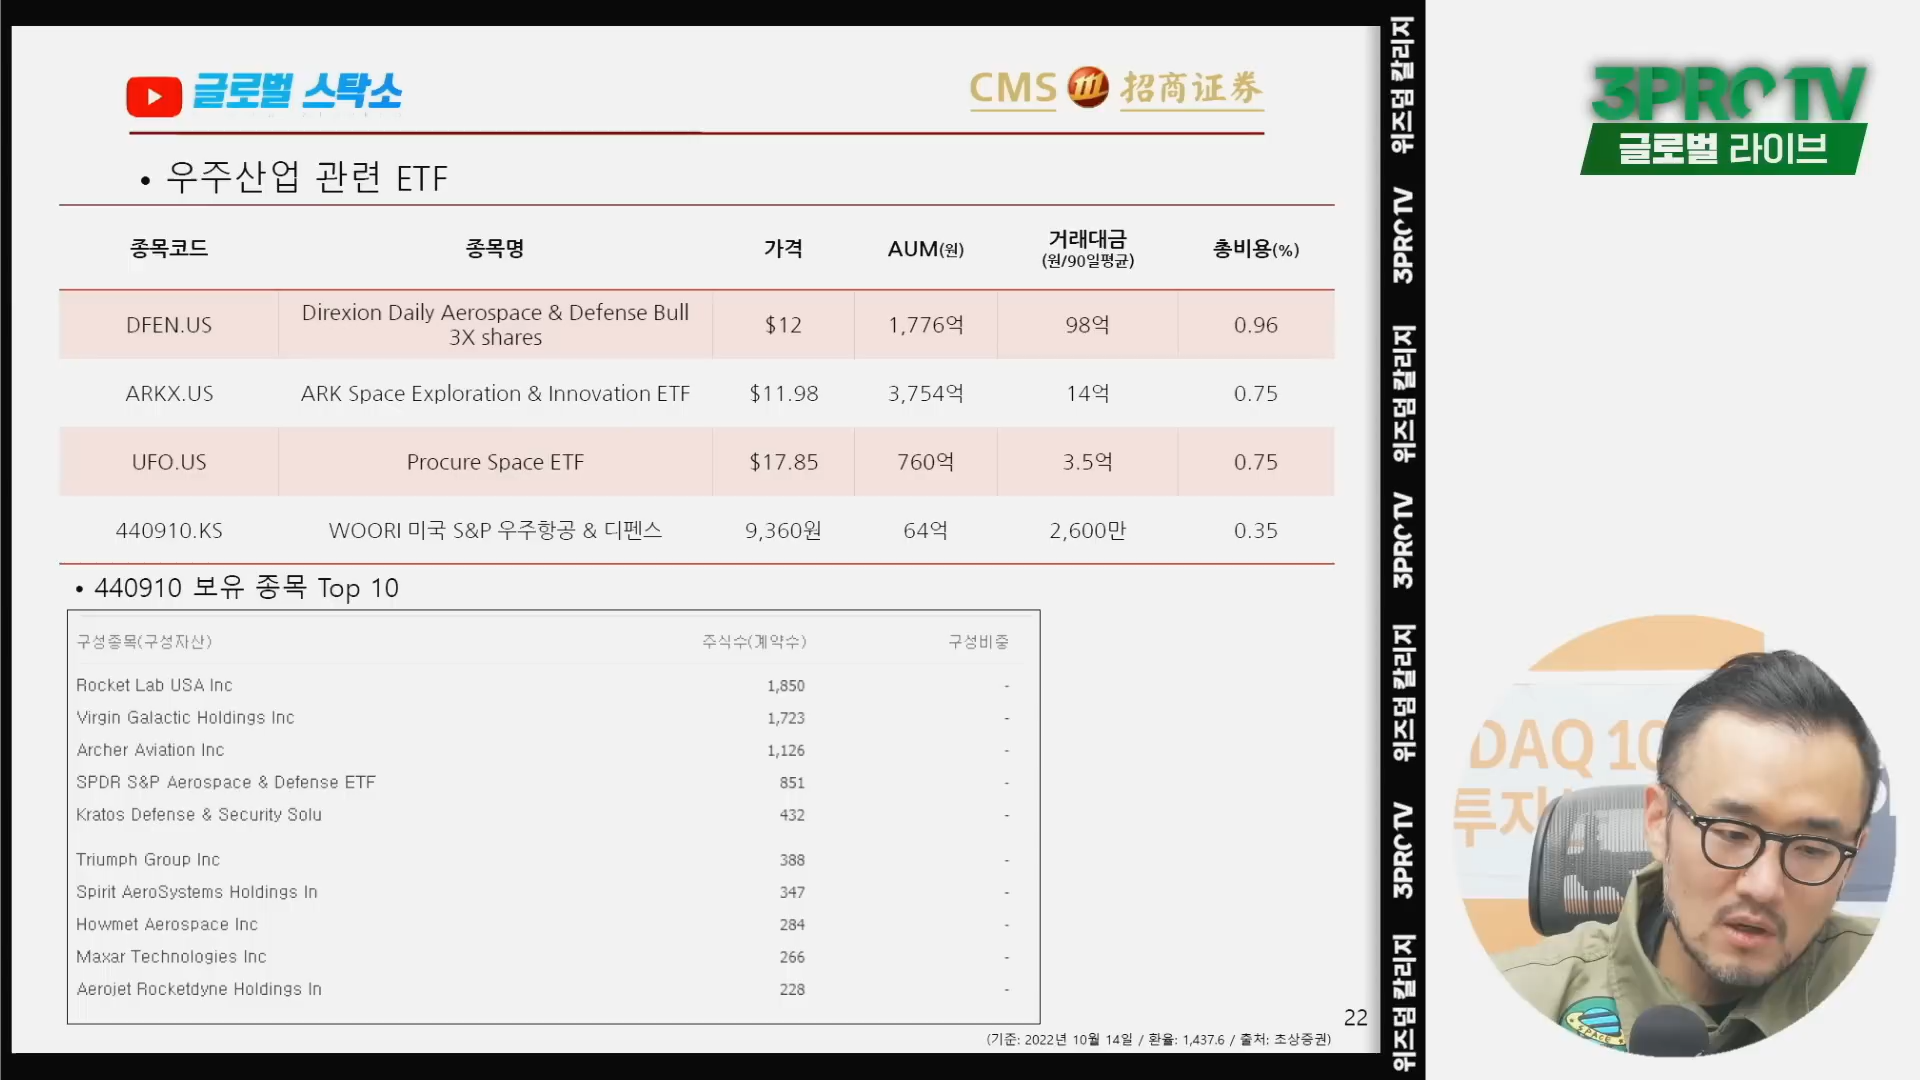 글로벌 스탁소
CMS 招商证券
• 우주산업 관련 ETF
종목코드 종목명 가격 AUM(원) 거래대금 (원/90일평균) 총비용(%)
DFEN.US Direxion Daily Aerospace & Defense Bull 3X shares $12 1,776억 98억 0.96
ARKX.US ARK Space Exploration & Innovation ETF $11.98 3,754억 14억 0.75
UFO.US Procure Space ETF $17.85 760억 3.5억 0.75
440910.KS WOORI 미국 S&P 우주항공 & 디펜스 9,360원 64억 2,600만 0.35
• 440910 보유 종목 Top 10
구성종목(구성자산) 주식수(계약수) 구성비중
Rocket Lab USA Inc 1,850 -
Virgin Galactic Holdings Inc 1,723 -
Archer Aviation Inc 1,126 -
SPDR S&P Aerospace & Defense ETF 851 -
Kratos Defense & Security Solu 432 -
Triumph Group Inc 388 -
Spirit AeroSystems Holdings In 347 -
Howmet Aerospace Inc 284 -
Maxar Technologies Inc 266 -
Aerojet Rocketdyne Holdings In 228 -
22
(기준: 2022년 10월 14일 / 환율: 1,437.6 / 출처: 초상증권)
위즈덤 칼리지
3PROTV
위즈덤 칼리지
3PROTV
위즈덤 칼리지
3PROTV
위즈덤 칼리지
3PROTV
글로벌 라이브
DAQ 10
투자
SPACE